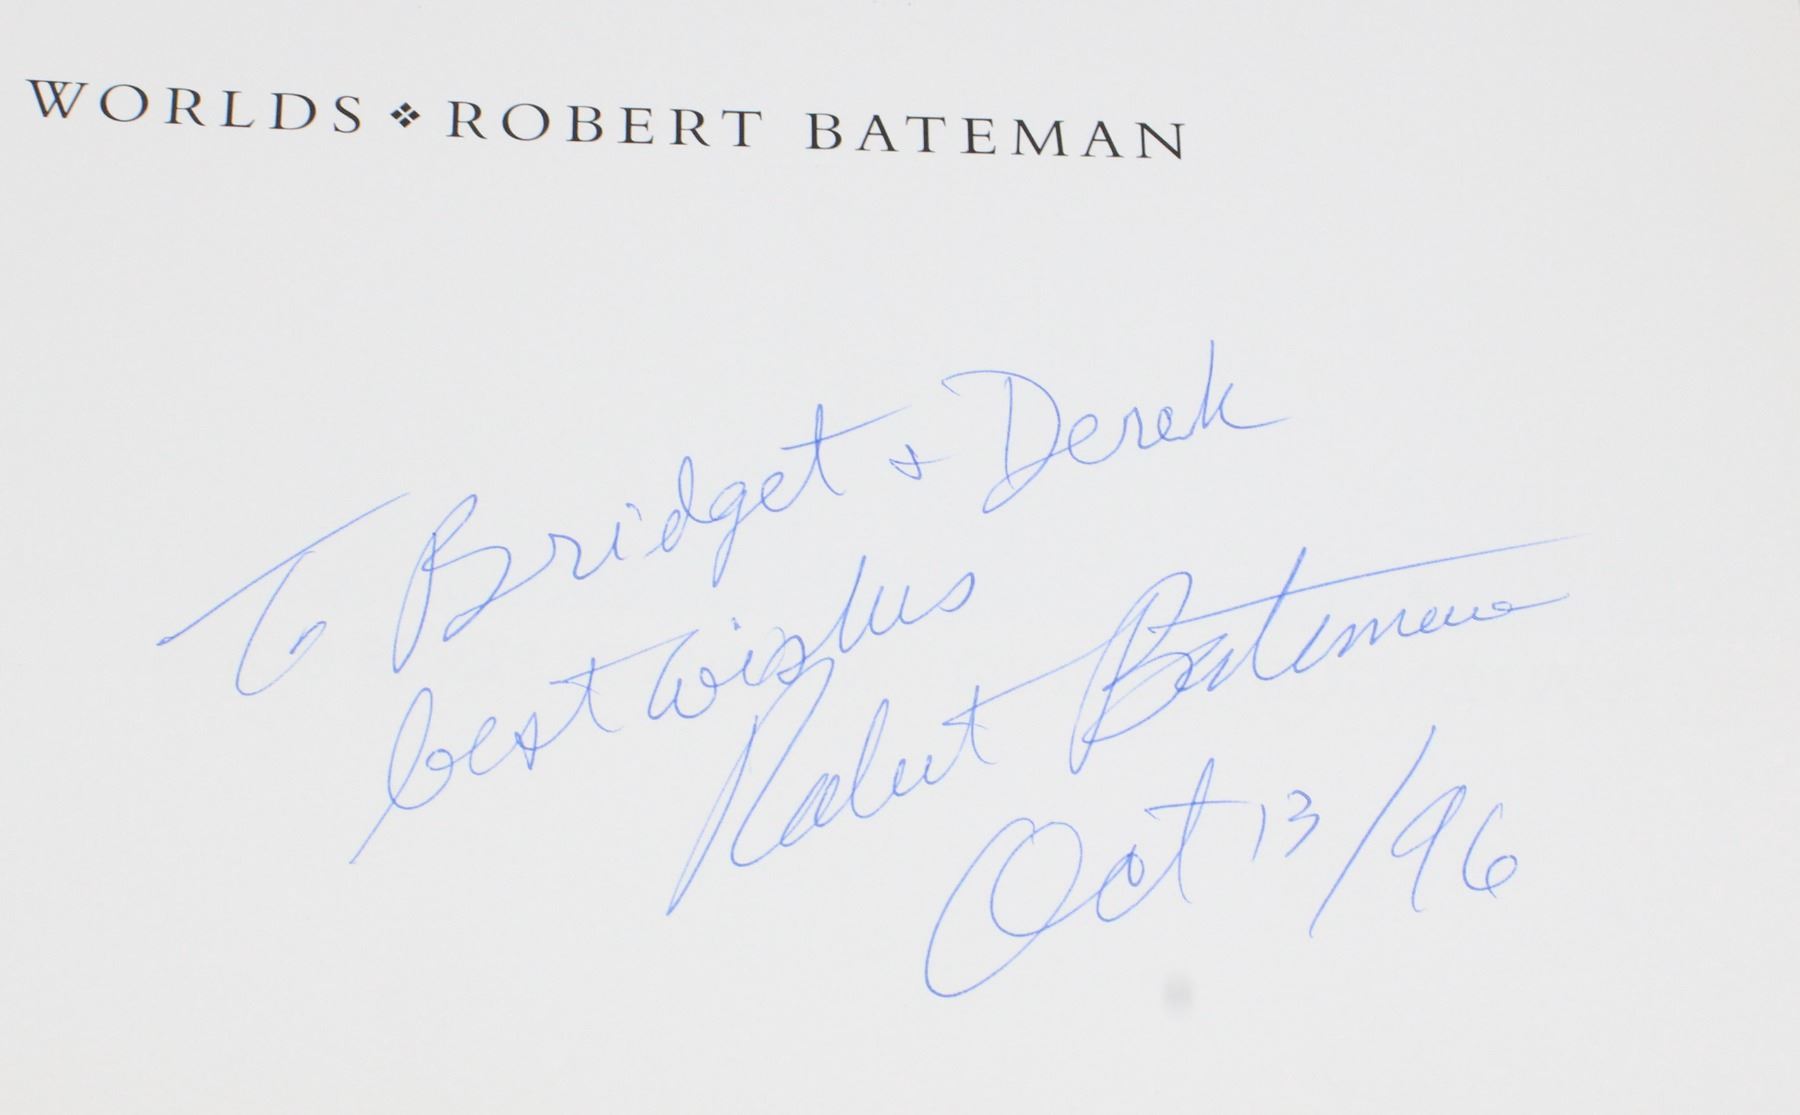 WORLDS ❖ ROBERT BATEMAN
To Bridget + Derek
best wishes
Robert Bateman
Oct 13/96